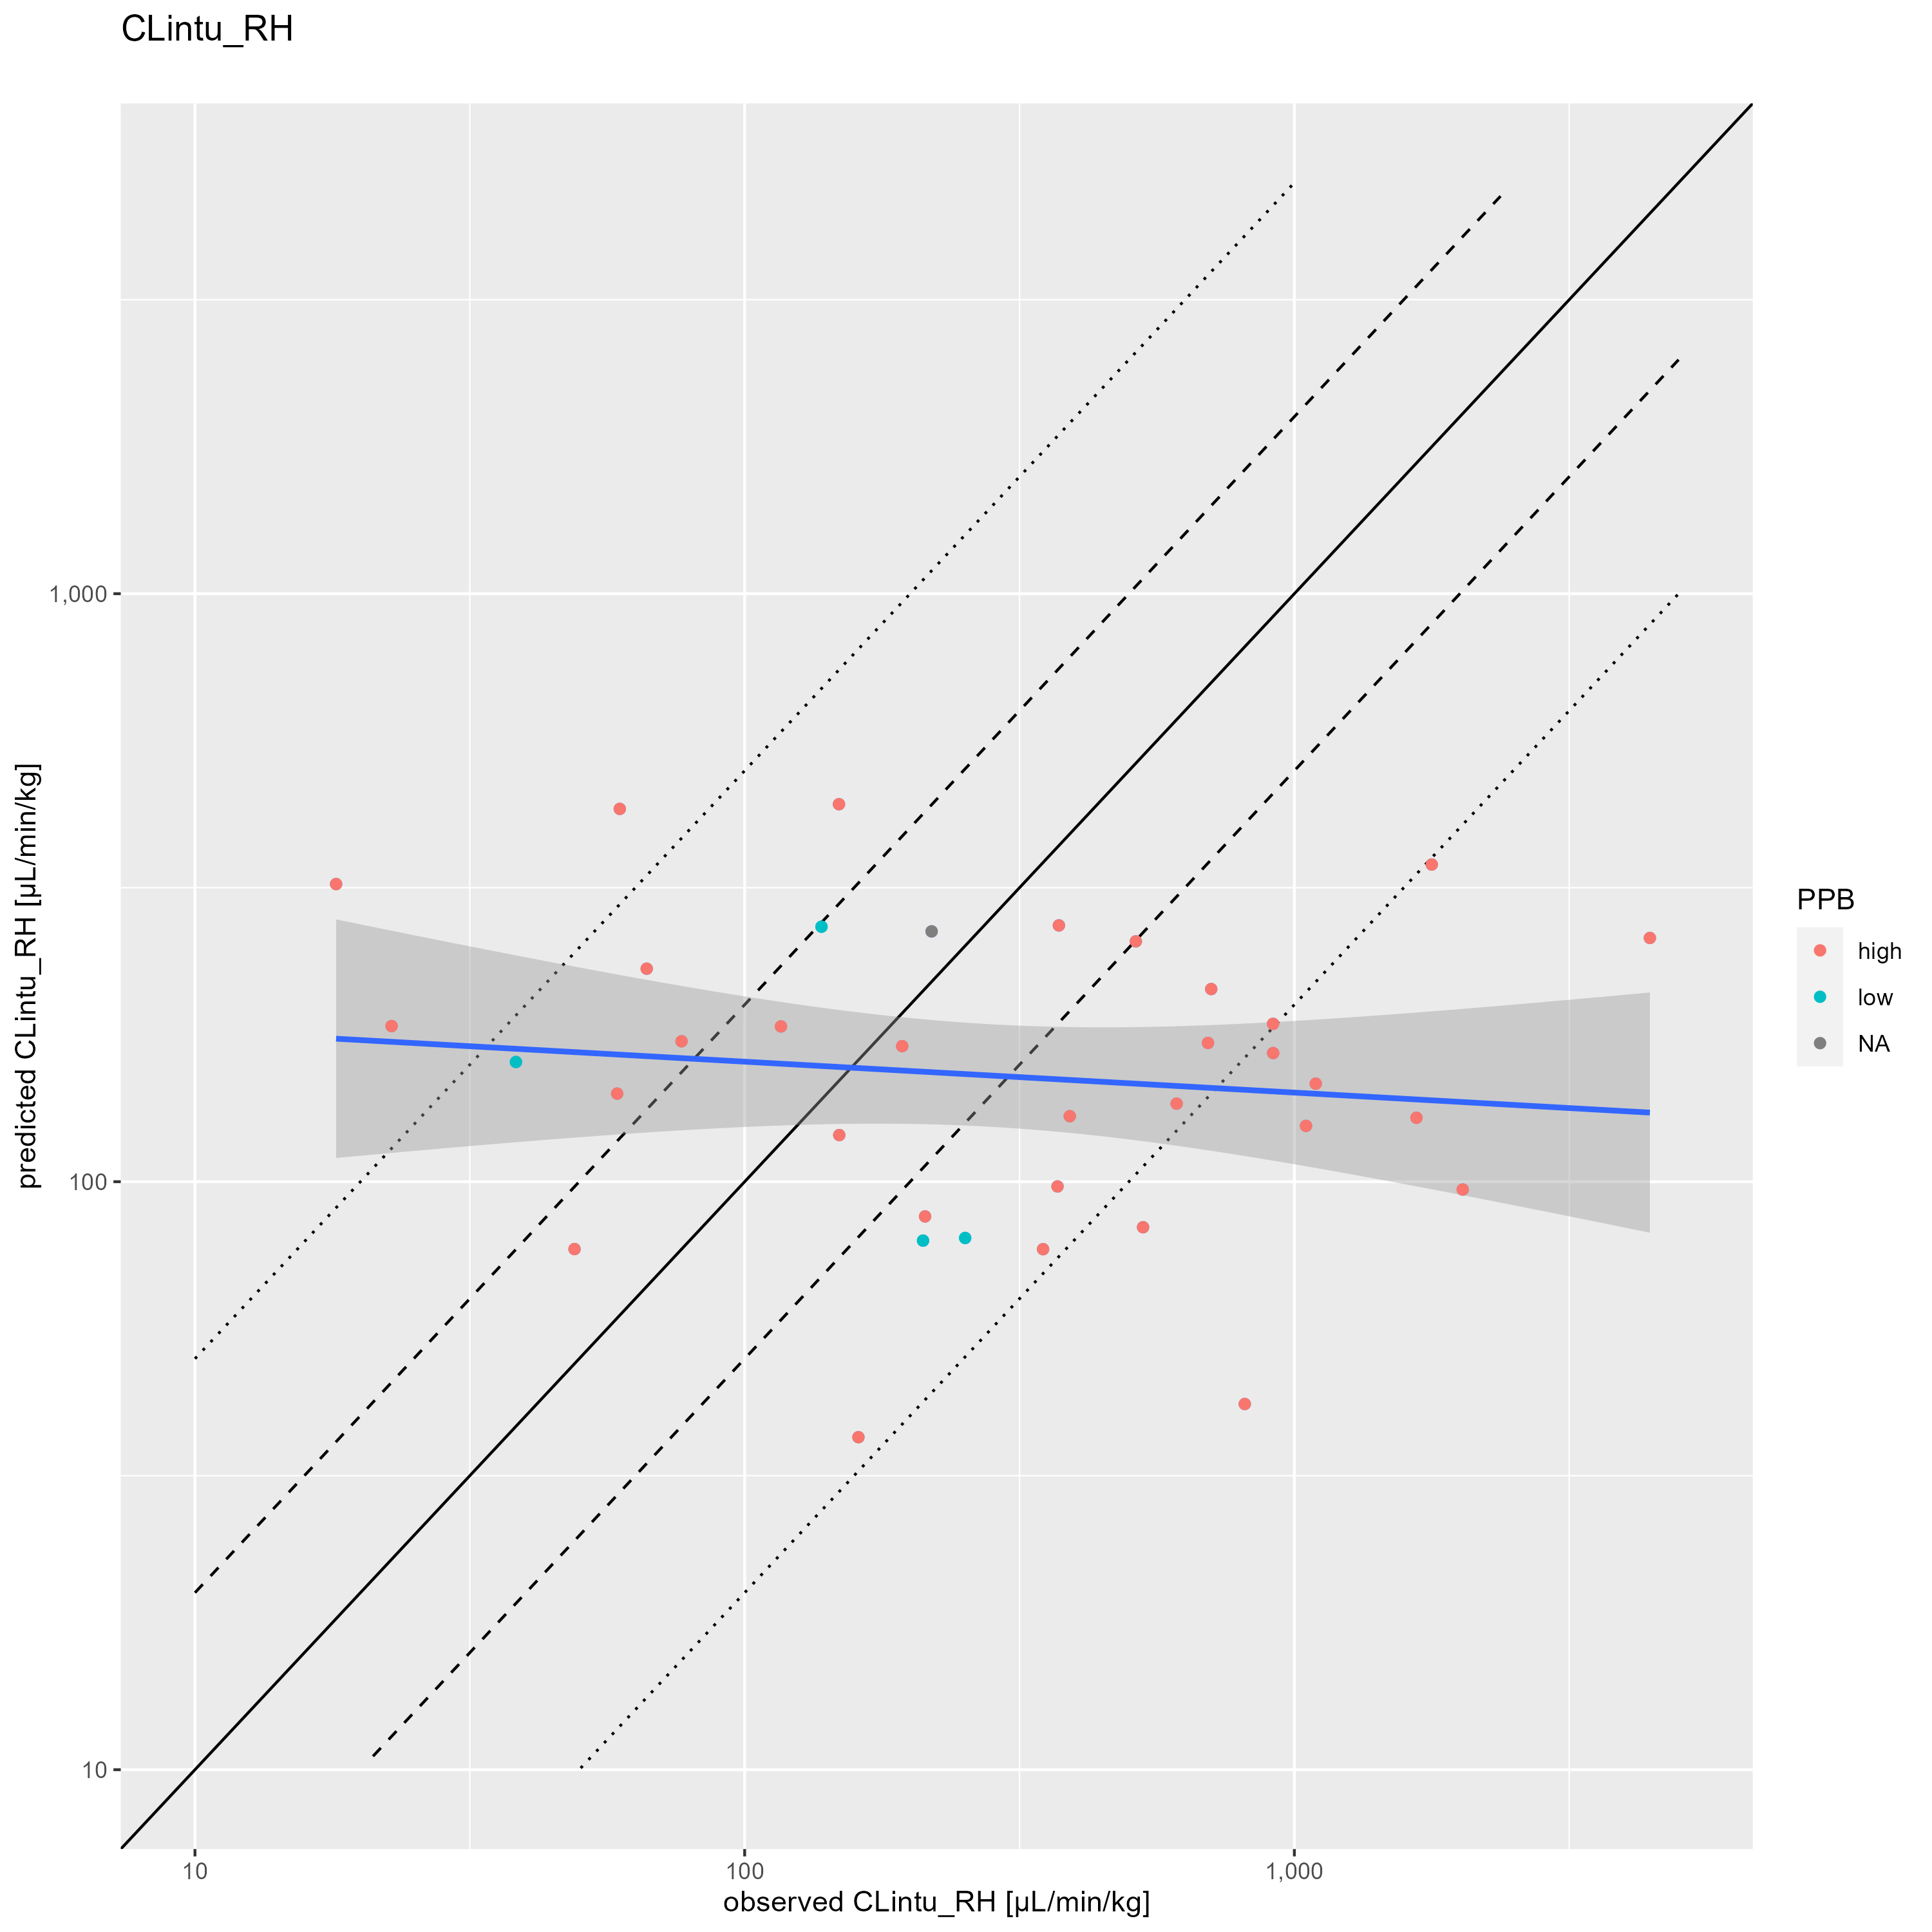 CLintu_RH
predicted CLintu_RH [µL/min/kg]
1,000
100
10
10
100
1,000
observed CLintu_RH [µL/min/kg]
PPB
high
low
NA